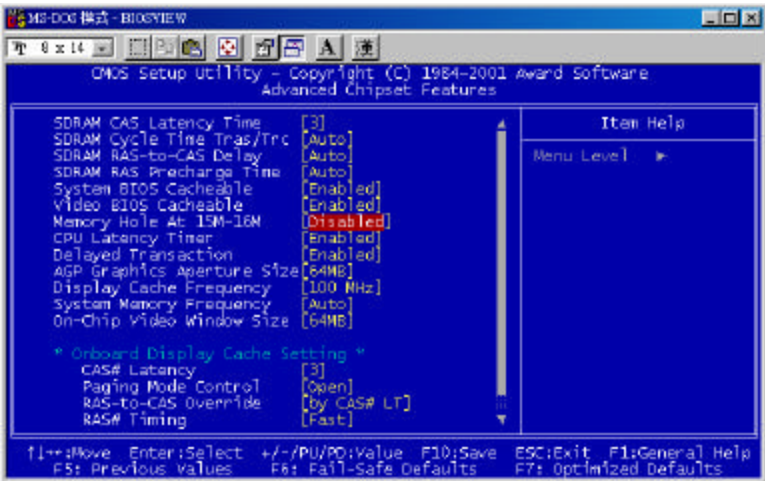 MS-DOS 模式 - BIOSVIEW
8 x 14
A 漢
CMOS Setup Utility - Copyright (C) 1984-2001 Award Software
Advanced Chipset Features
SDRAM CAS Latency Time [3]
SDRAM Cycle Time Tras/Trc [Auto]
SDRAM RAS-to-CAS Delay [Auto]
SDRAM RAS Precharge Time [Auto]
System BIOS Cacheable [Enabled]
Video BIOS Cacheable [Enabled]
Memory Hole At 15M-16M [Disabled]
CPU Latency Timer [Enabled]
Delayed Transaction [Enabled]
AGP Graphics Aperture Size[64MB]
Display Cache Frequency [100 MHz]
System Memory Frequency [Auto]
On-Chip Video Window Size [64MB]
* Onboard Display Cache Setting *
CAS# Latency [3]
Paging Mode Control [Open]
RAS-to-CAS Override [by CAS# LT]
RAS# Timing [Fast]
Item Help
Menu Level ►
↑↓→←:Move Enter:Select +/-/PU/PD:Value F10:Save ESC:Exit F1:General Help
F5: Previous Values F6: Fail-Safe Defaults F7: Optimized Defaults